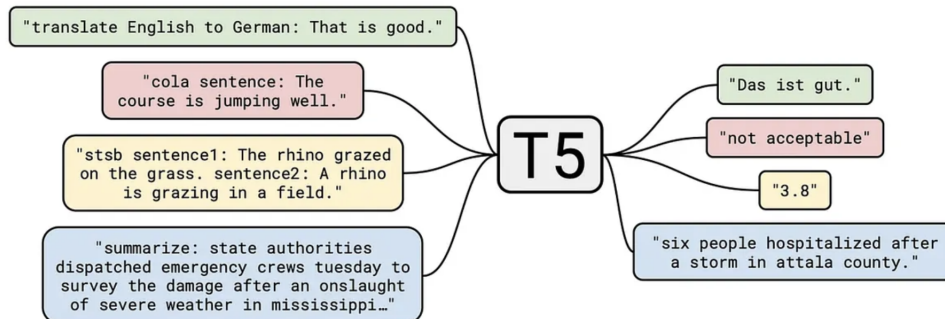 "translate English to German: That is good."
"cola sentence: The
course is jumping well."
"stsb sentence1: The rhino grazed
on the grass. sentence2: A rhino
is grazing in a field."
"summarize: state authorities
dispatched emergency crews tuesday to
survey the damage after an onslaught
of severe weather in mississippi…"
T5
"Das ist gut."
"not acceptable"
"3.8"
"six people hospitalized after
a storm in attala county."